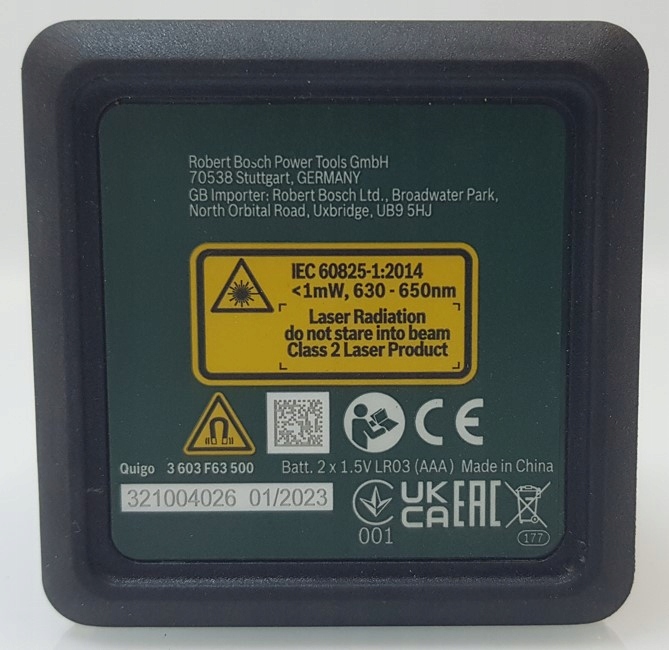 Robert Bosch Power Tools GmbH
70538 Stuttgart, GERMANY
GB Importer: Robert Bosch Ltd., Broadwater Park,
North Orbital Road, Uxbridge, UB9 5HJ
IEC 60825-1:2014
<1mW, 630 - 650nm
Laser Radiation
do not stare into beam
Class 2 Laser Product
CE
Quigo 3 603 F63 500 Batt. 2 x 1.5V LR03 (AAA) Made in China
321004026 01/2023
UK
CA EAC
001
177